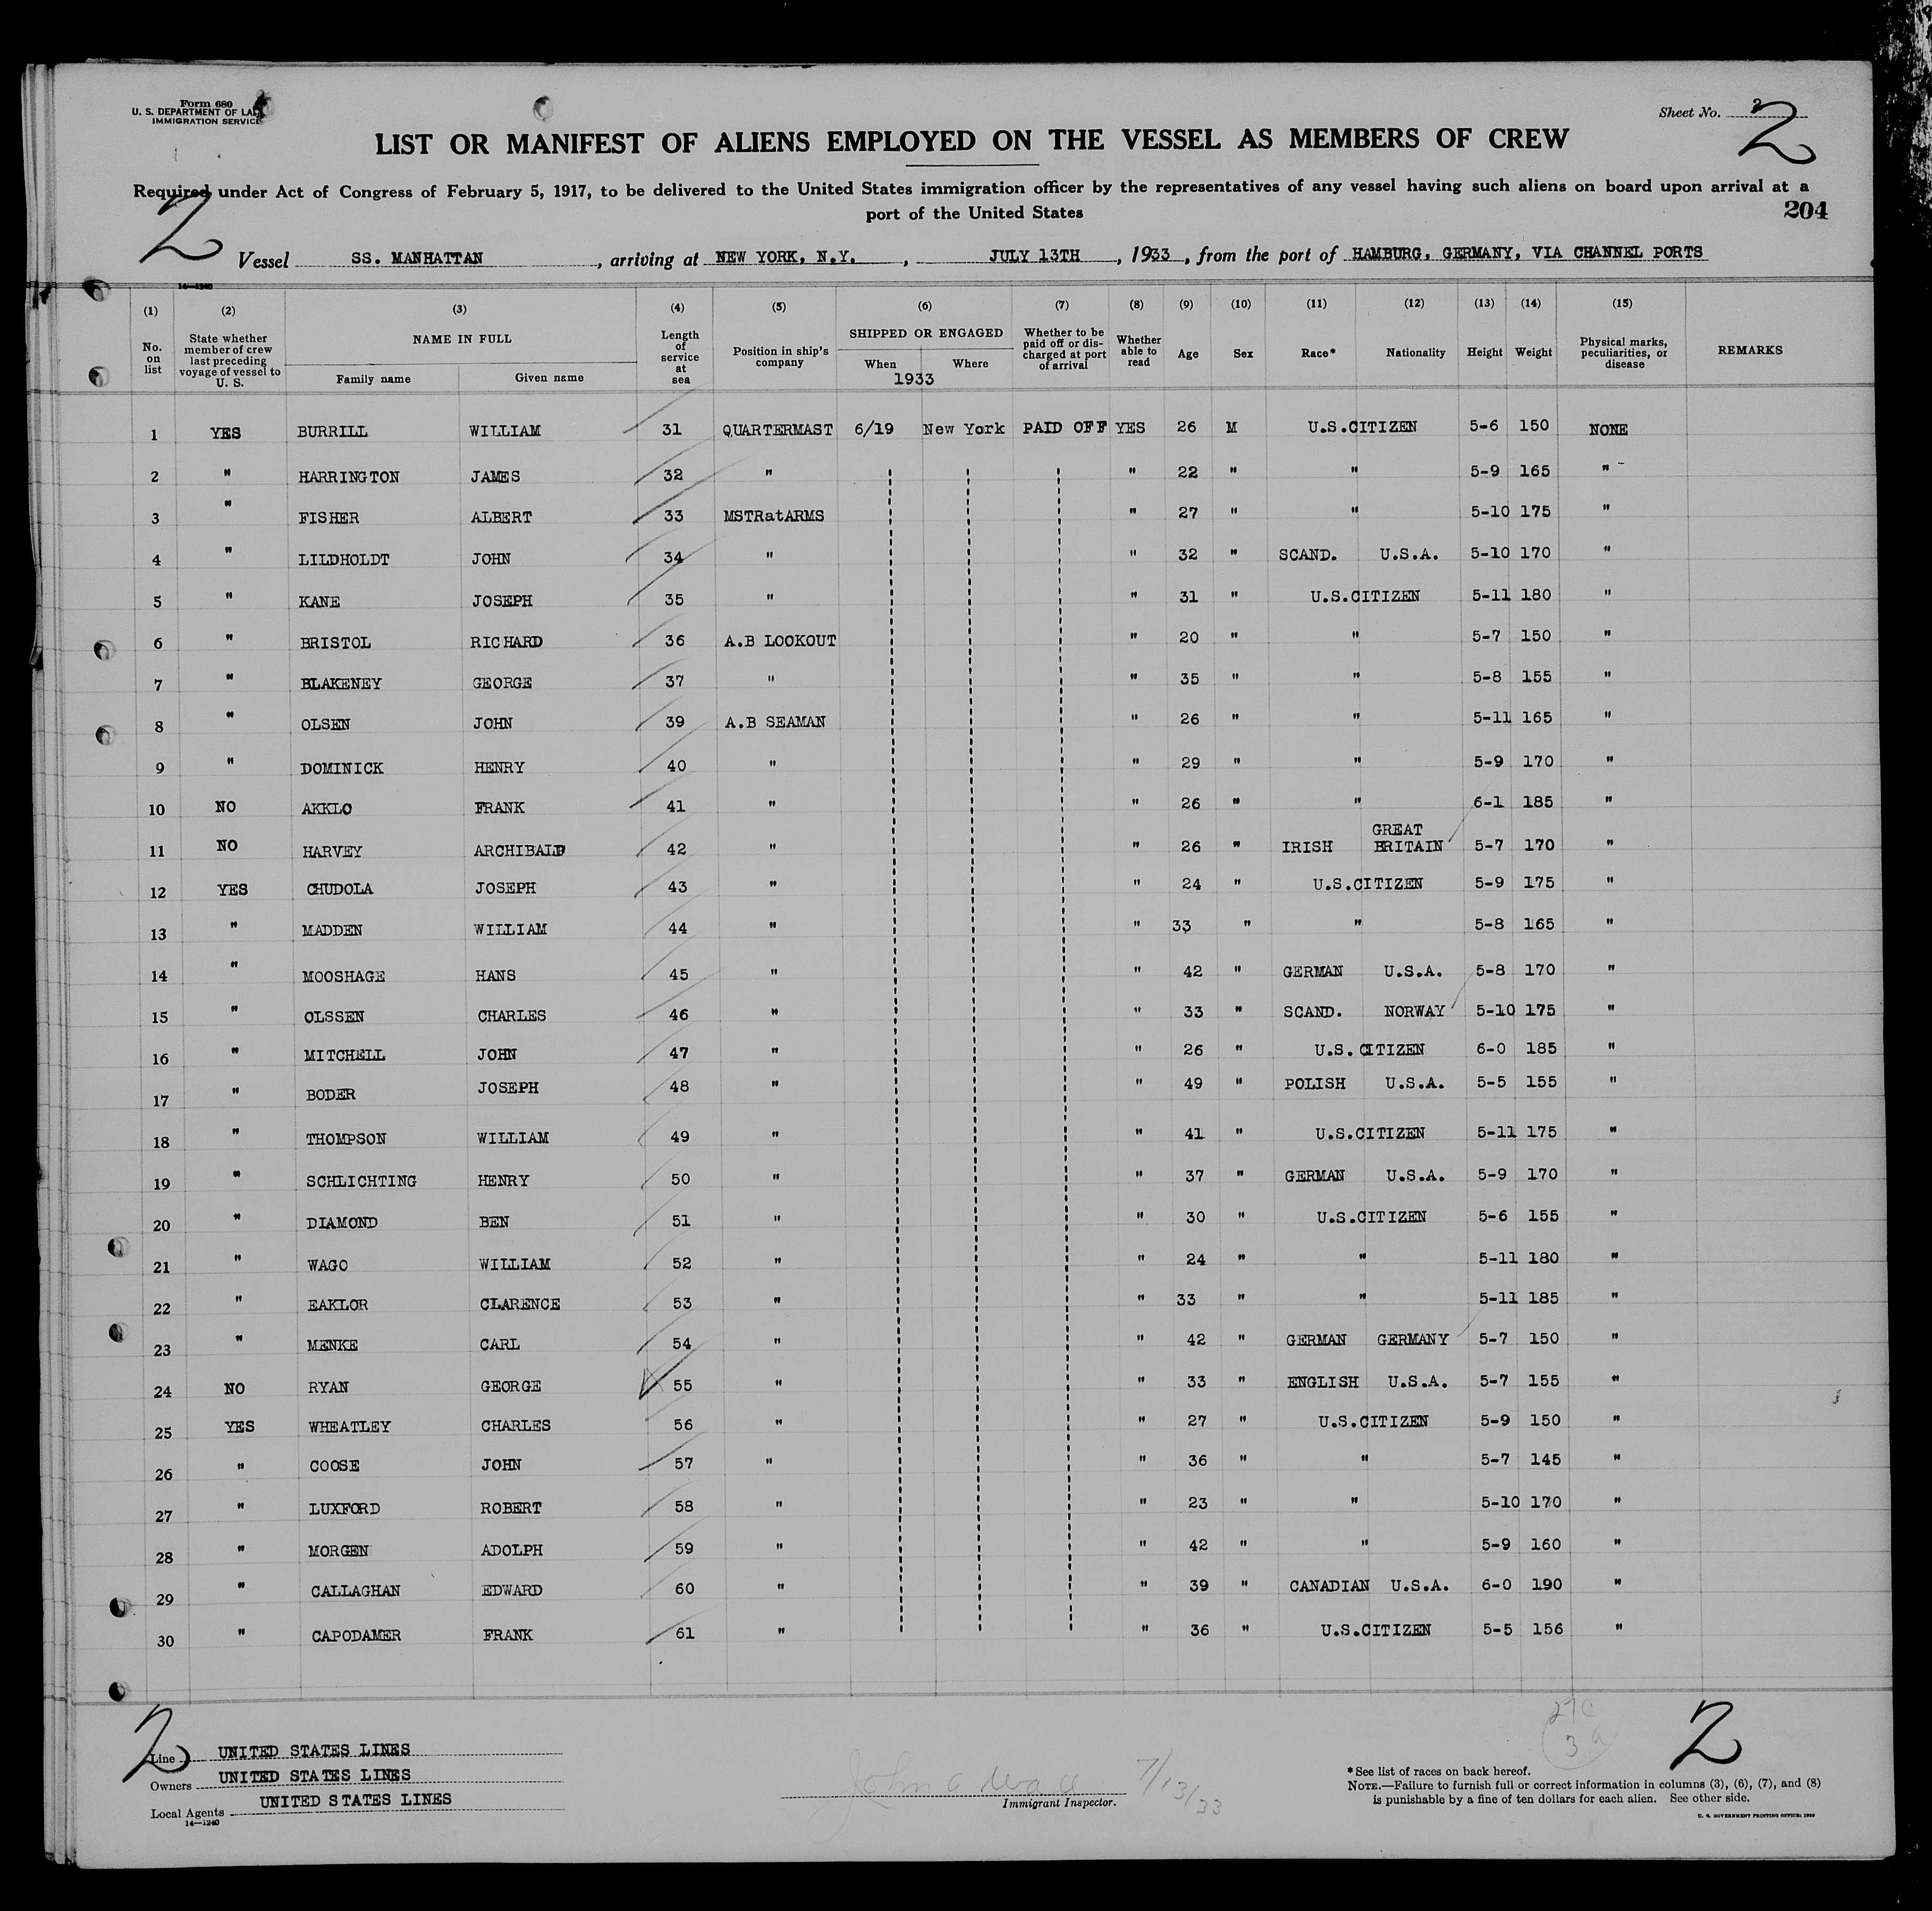 Form 680
U. S. DEPARTMENT OF LA
IMMIGRATION SERVICE
Sheet No. 2
2
LIST OR MANIFEST OF ALIENS EMPLOYED ON THE VESSEL AS MEMBERS OF CREW
Required under Act of Congress of February 5, 1917, to be delivered to the United States immigration officer by the representatives of any vessel having such aliens on board upon arrival at a
port of the United States
204
2
Vessel SS. MANHATTAN, arriving at NEW YORK, N.Y., JULY 13TH, 1933, from the port of HAMBURG, GERMANY, VIA CHANNEL PORTS
14—1240
(1) (2) (3) (4) (5) (6) (7) (8) (9) (10) (11) (12) (13) (14) (15)
No. on list State whether member of crew last preceding voyage of vessel to U. S. NAME IN FULL Family name Given name Length of service at sea Position in ship's company SHIPPED OR ENGAGED When Where 1933 Whether to be paid off or discharged at port of arrival Whether able to read Age Sex Race* Nationality Height Weight Physical marks, peculiarities, or disease REMARKS
1 YES BURRILL WILLIAM 31 QUARTERMAST 6/19 New York PAID OFF YES 26 M U.S.CITIZEN 5-6 150 NONE
2 " HARRINGTON JAMES 32 " " 22 " " 5-9 165 "
3 " FISHER ALBERT 33 MSTRatARMS " 27 " " 5-10 175 "
4 " LILDHOLDT JOHN 34 " " 32 " SCAND. U.S.A. 5-10 170 "
5 " KANE JOSEPH 35 " " 31 " U.S.CITIZEN 5-11 180 "
6 " BRISTOL RICHARD 36 A.B LOOKOUT " 20 " " 5-7 150 "
7 " BLAKENEY GEORGE 37 " " 35 " " 5-8 155 "
8 " OLSEN JOHN 39 A.B SEAMAN " 26 " " 5-11 165 "
9 " DOMINICK HENRY 40 " " 29 " " 5-9 170 "
10 NO AKKLO FRANK 41 " " 26 " " 6-1 185 "
11 NO HARVEY ARCHIBALD 42 " " 26 " IRISH GREAT BRITAIN 5-7 170 "
12 YES CHUDOLA JOSEPH 43 " " 24 " U.S.CITIZEN 5-9 175 "
13 " MADDEN WILLIAM 44 " " 33 " " 5-8 165 "
14 " MOOSHAGE HANS 45 " " 42 " GERMAN U.S.A. 5-8 170 "
15 " OLSSEN CHARLES 46 " " 33 " SCAND. NORWAY 5-10 175 "
16 " MITCHELL JOHN 47 " " 26 " U.S. CITIZEN 6-0 185 "
17 " BODER JOSEPH 48 " " 49 " POLISH U.S.A. 5-5 155 "
18 " THOMPSON WILLIAM 49 " " 41 " U.S.CITIZEN 5-11 175 "
19 " SCHLICHTING HENRY 50 " " 37 " GERMAN U.S.A. 5-9 170 "
20 " DIAMOND BEN 51 " " 30 " U.S.CITIZEN 5-6 155 "
21 " WAGO WILLIAM 52 " " 24 " " 5-11 180 "
22 " EAKLOR CLARENCE 53 " " 33 " " 5-11 185 "
23 " MENKE CARL 54 " " 42 " GERMAN GERMANY 5-7 150 "
24 NO RYAN GEORGE 55 " " 33 " ENGLISH U.S.A. 5-7 155 "
25 YES WHEATLEY CHARLES 56 " " 27 " U.S.CITIZEN 5-9 150 "
26 " COOSE JOHN 57 " " 36 " " 5-7 145 "
27 " LUXFORD ROBERT 58 " " 23 " " 5-10 170 "
28 " MORGEN ADOLPH 59 " " 42 " " 5-9 160 "
29 " CALLAGHAN EDWARD 60 " " 39 " CANADIAN U.S.A. 6-0 190 "
30 " CAPODAMER FRANK 61 " " 36 " U.S.CITIZEN 5-5 156 "
2
2
Line UNITED STATES LINES
Owners UNITED STATES LINES
Local Agents UNITED STATES LINES
14—1240
John 7/13/33
Immigrant Inspector.
27C
3 a
*See list of races on back hereof.
NOTE.—Failure to furnish full or correct information in columns (3), (6), (7), and (8)
is punishable by a fine of ten dollars for each alien. See other side.
U. S. GOVERNMENT PRINTING OFFICE: 1929